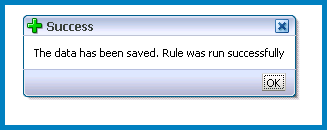 Success
The data has been saved. Rule was run successfully
OK